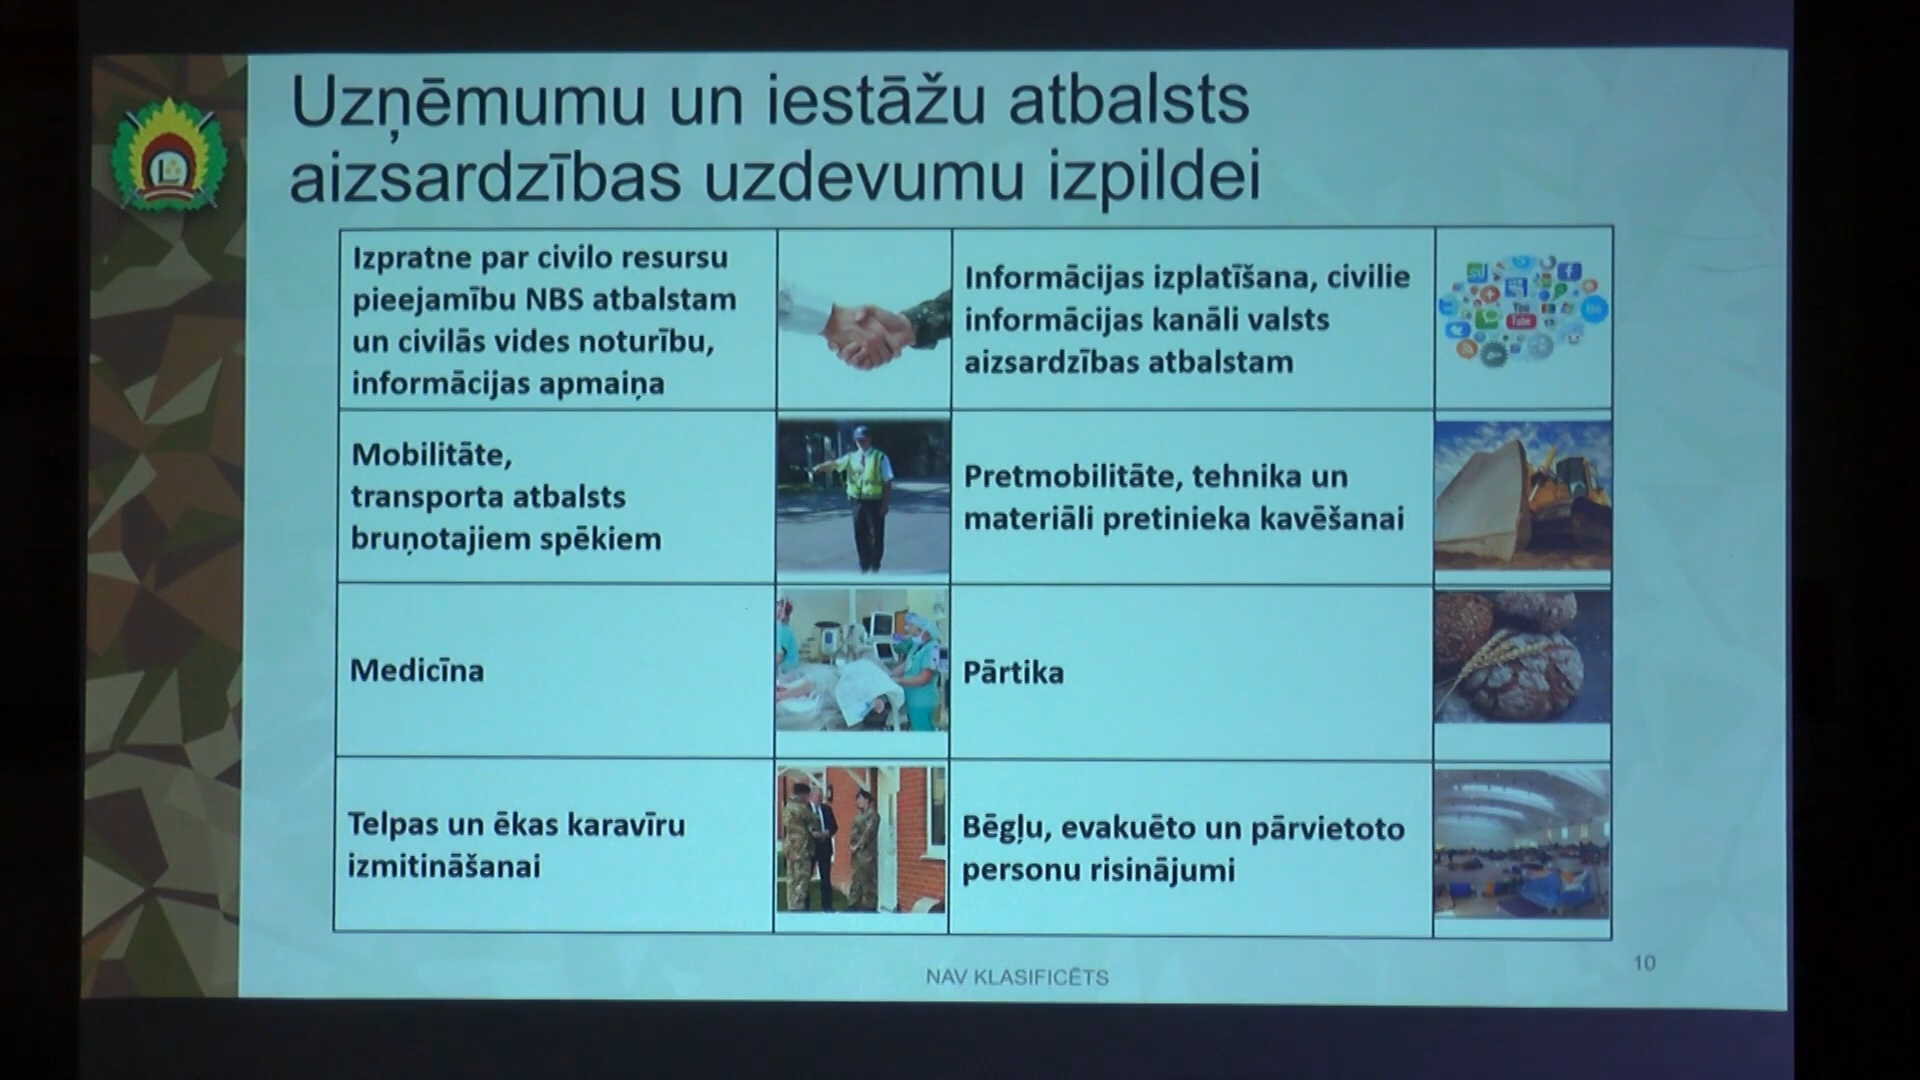 Uzņēmumu un iestāžu atbalsts
aizsardzības uzdevumu izpildei
Izpratne par civilo resursu
pieejamību NBS atbalstam
un civilās vides noturību,
informācijas apmaiņa
Informācijas izplatīšana, civilie
informācijas kanāli valsts
aizsardzības atbalstam
You
Tube
Mobilitāte,
transporta atbalsts
bruņotajiem spēkiem
Pretmobilitāte, tehnika un
materiāli pretinieka kavēšanai
Medicīna
Pārtika
Telpas un ēkas karavīru
izmitināšanai
Bēgļu, evakuēto un pārvietoto
personu risinājumi
NAV KLASIFICĒTS
10